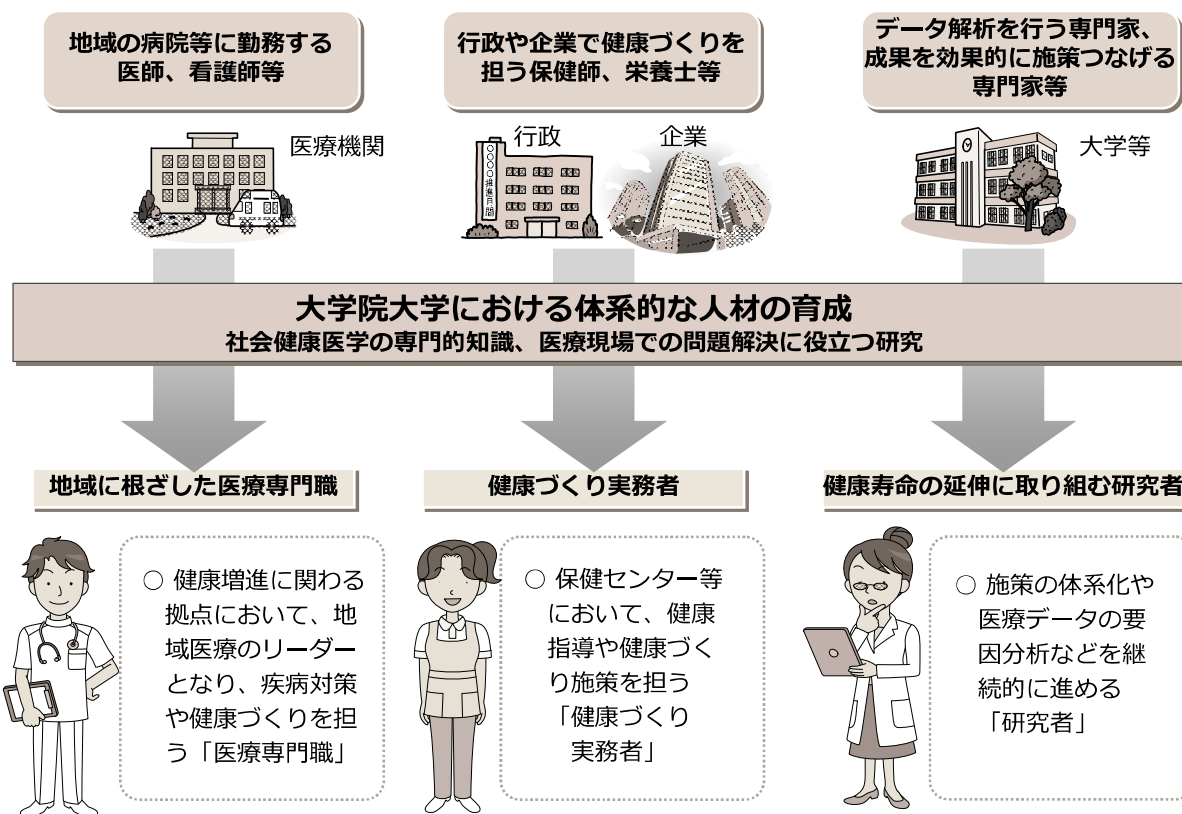 地域の病院等に勤務する
医師、看護師等
行政や企業で健康づくりを
担う保健師、栄養士等
データ解析を行う専門家、
成果を効果的に施策つなげる
専門家等
医療機関
行政
〇〇〇〇推進月間
企業
大学等
大学院大学における体系的な人材の育成
社会健康医学の専門的知識、医療現場での問題解決に役立つ研究
地域に根ざした医療専門職
○ 健康増進に関わる
拠点において、地
域医療のリーダー
となり、疾病対策
や健康づくりを担
う「医療専門職」
健康づくり実務者
○ 保健センター等
において、健康
指導や健康づく
り施策を担う
「健康づくり
実務者」
健康寿命の延伸に取り組む研究者
○ 施策の体系化や
医療データの要
因分析などを継
続的に進める
「研究者」